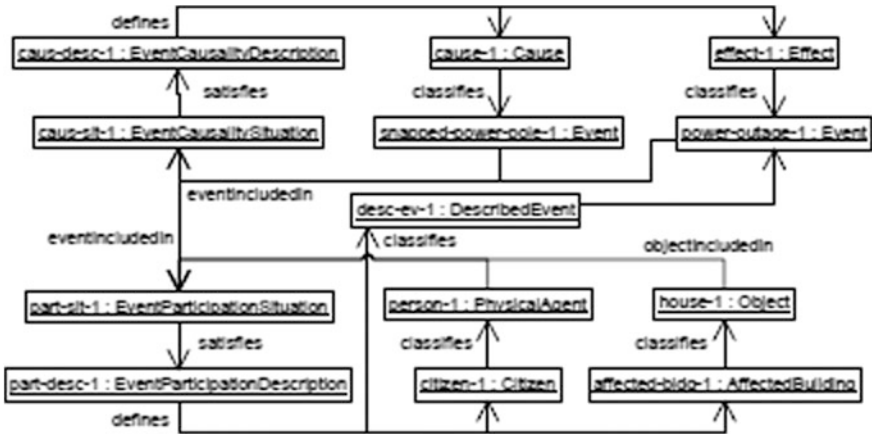 defines
caus-desc-1 : EventCausalityDescription
cause-1 : Cause
effect-1 : Effect
satisfies
classifies
classifies
caus-sit-1 : EventCausalitySituation
snapped-power-pole-1 : Event
power-outage-1 : Event
eventIncludedIn
desc-ev-1 : DescribedEvent
eventIncludedIn
classifies
objectIncludedIn
part-sit-1 : EventParticipationSituation
person-1 : PhysicalAgent
house-1 : Object
satisfies
classifies
classifies
part-desc-1 : EventParticipationDescription
citizen-1 : Citizen
affected-bldg-1 : AffectedBuilding
defines